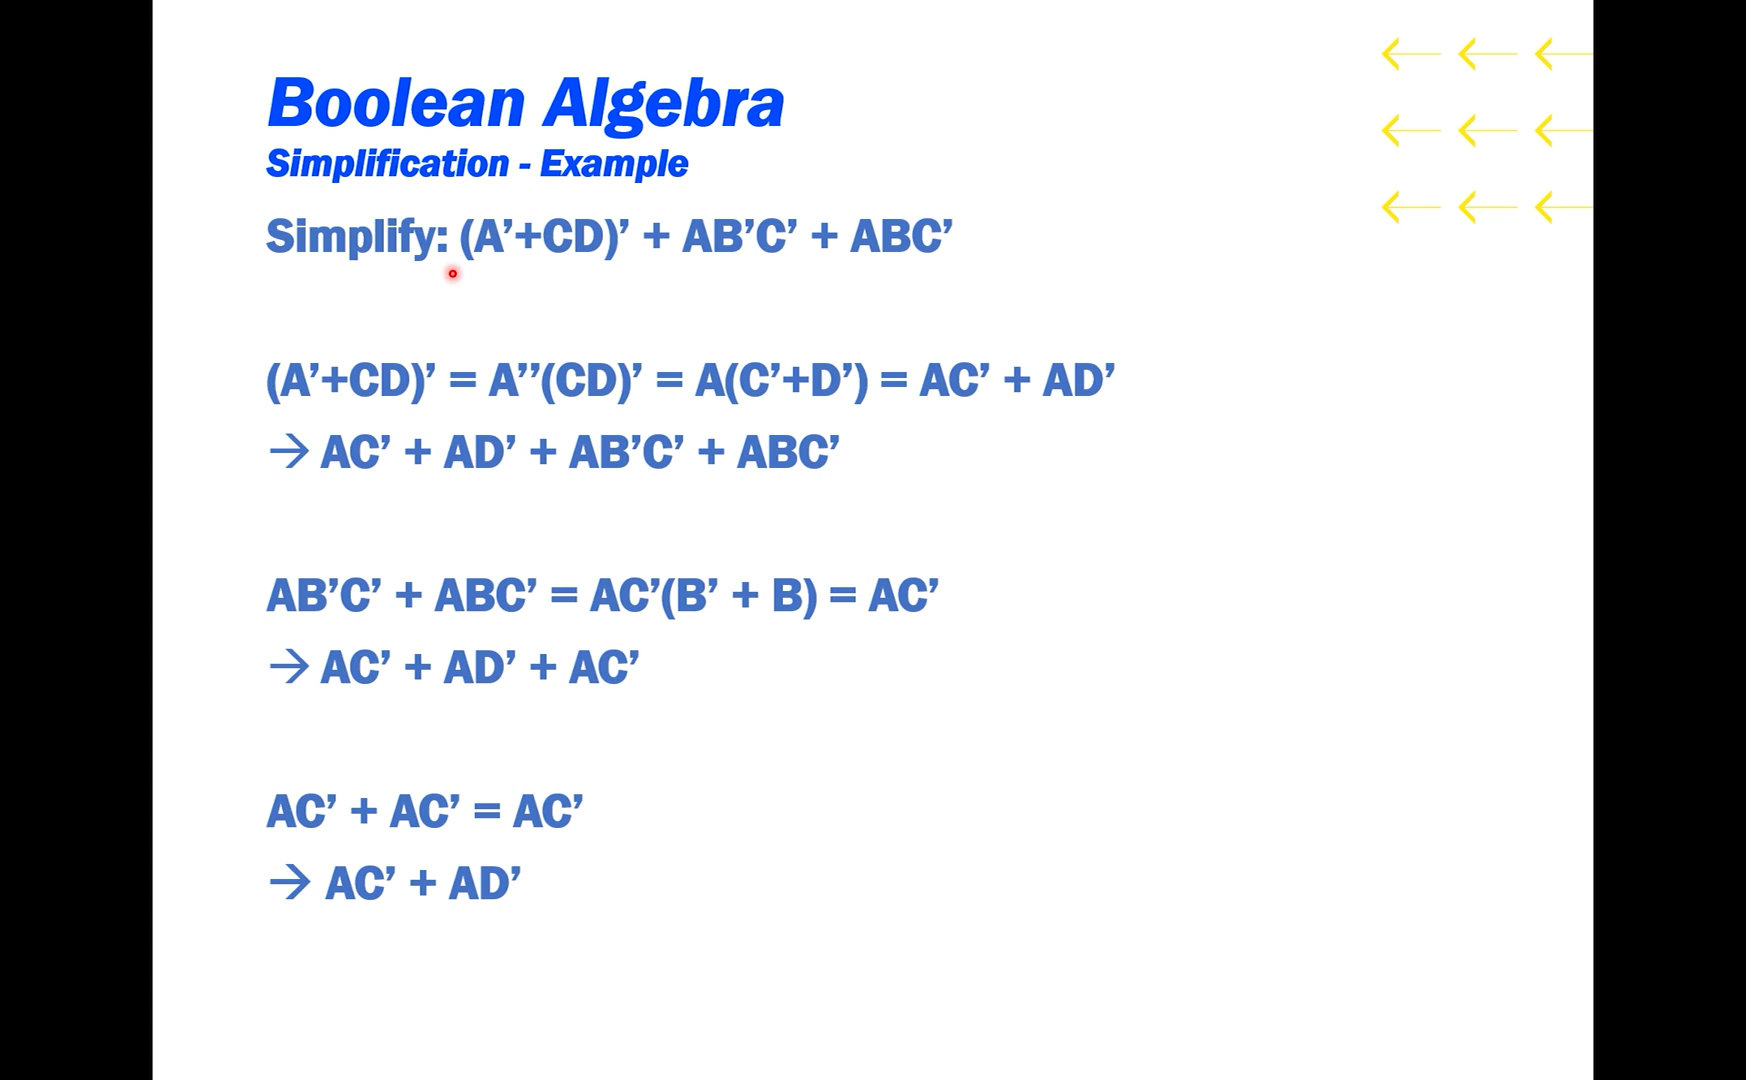 Boolean Algebra
Simplification - Example
Simplify: (A’+CD)’ + AB’C’ + ABC’
(A’+CD)’ = A’’(CD)’ = A(C’+D’) = AC’ + AD’
→ AC’ + AD’ + AB’C’ + ABC’
AB’C’ + ABC’ = AC’(B’ + B) = AC’
→ AC’ + AD’ + AC’
AC’ + AC’ = AC’
→ AC’ + AD’